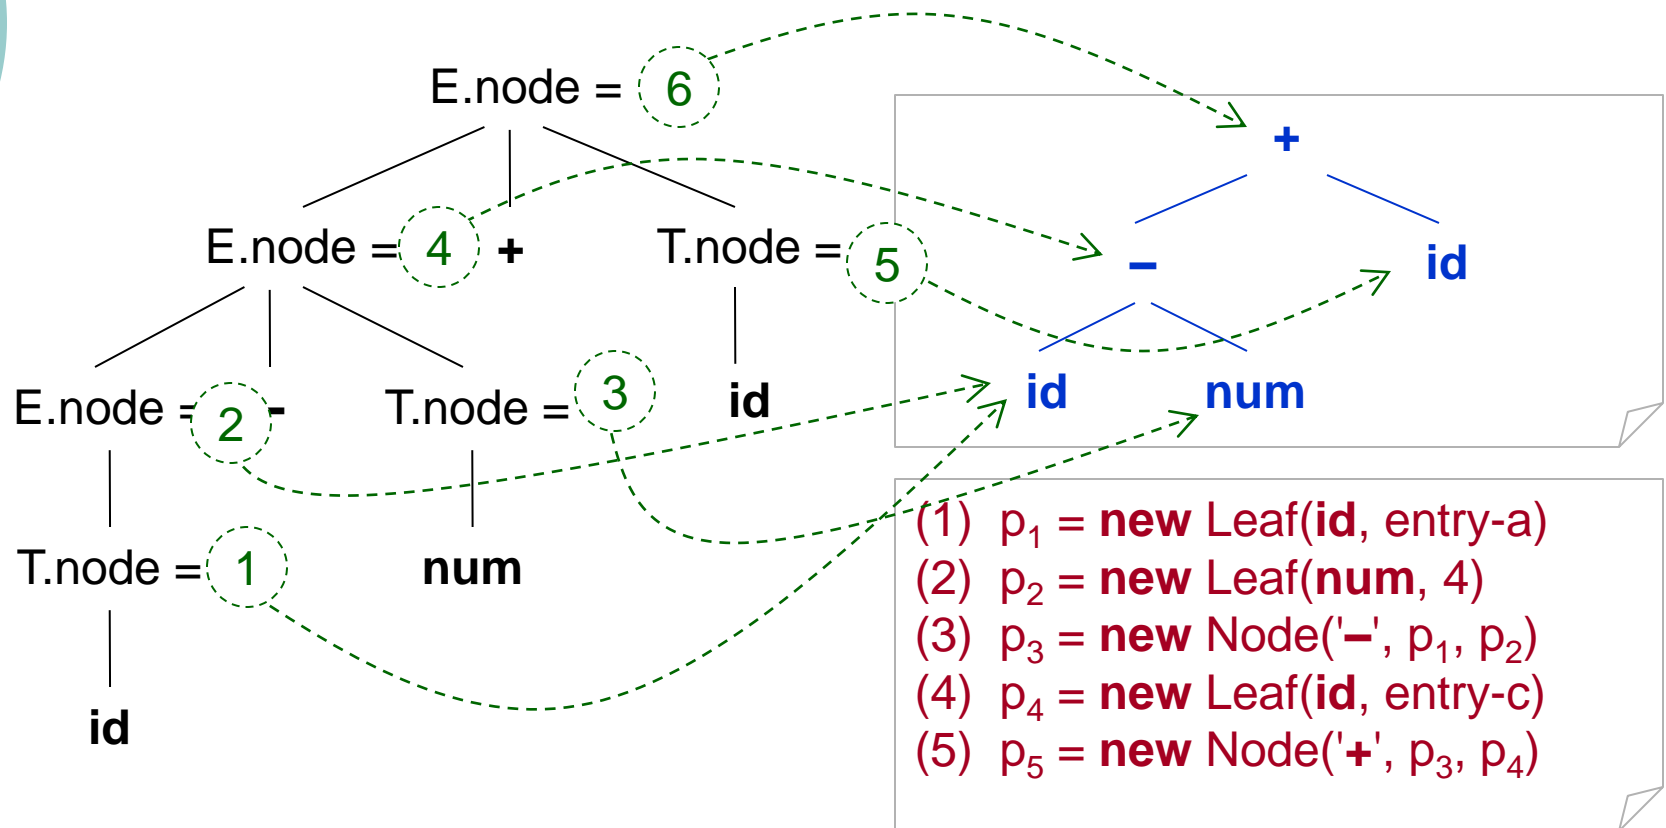 E.node = 6
+
E.node = 4 + T.node = 5
– id
E.node = 2 - T.node = 3 id
id num
T.node = 1 num
id
(1) p1 = new Leaf(id, entry-a)
(2) p2 = new Leaf(num, 4)
(3) p3 = new Node('–', p1, p2)
(4) p4 = new Leaf(id, entry-c)
(5) p5 = new Node('+', p3, p4)